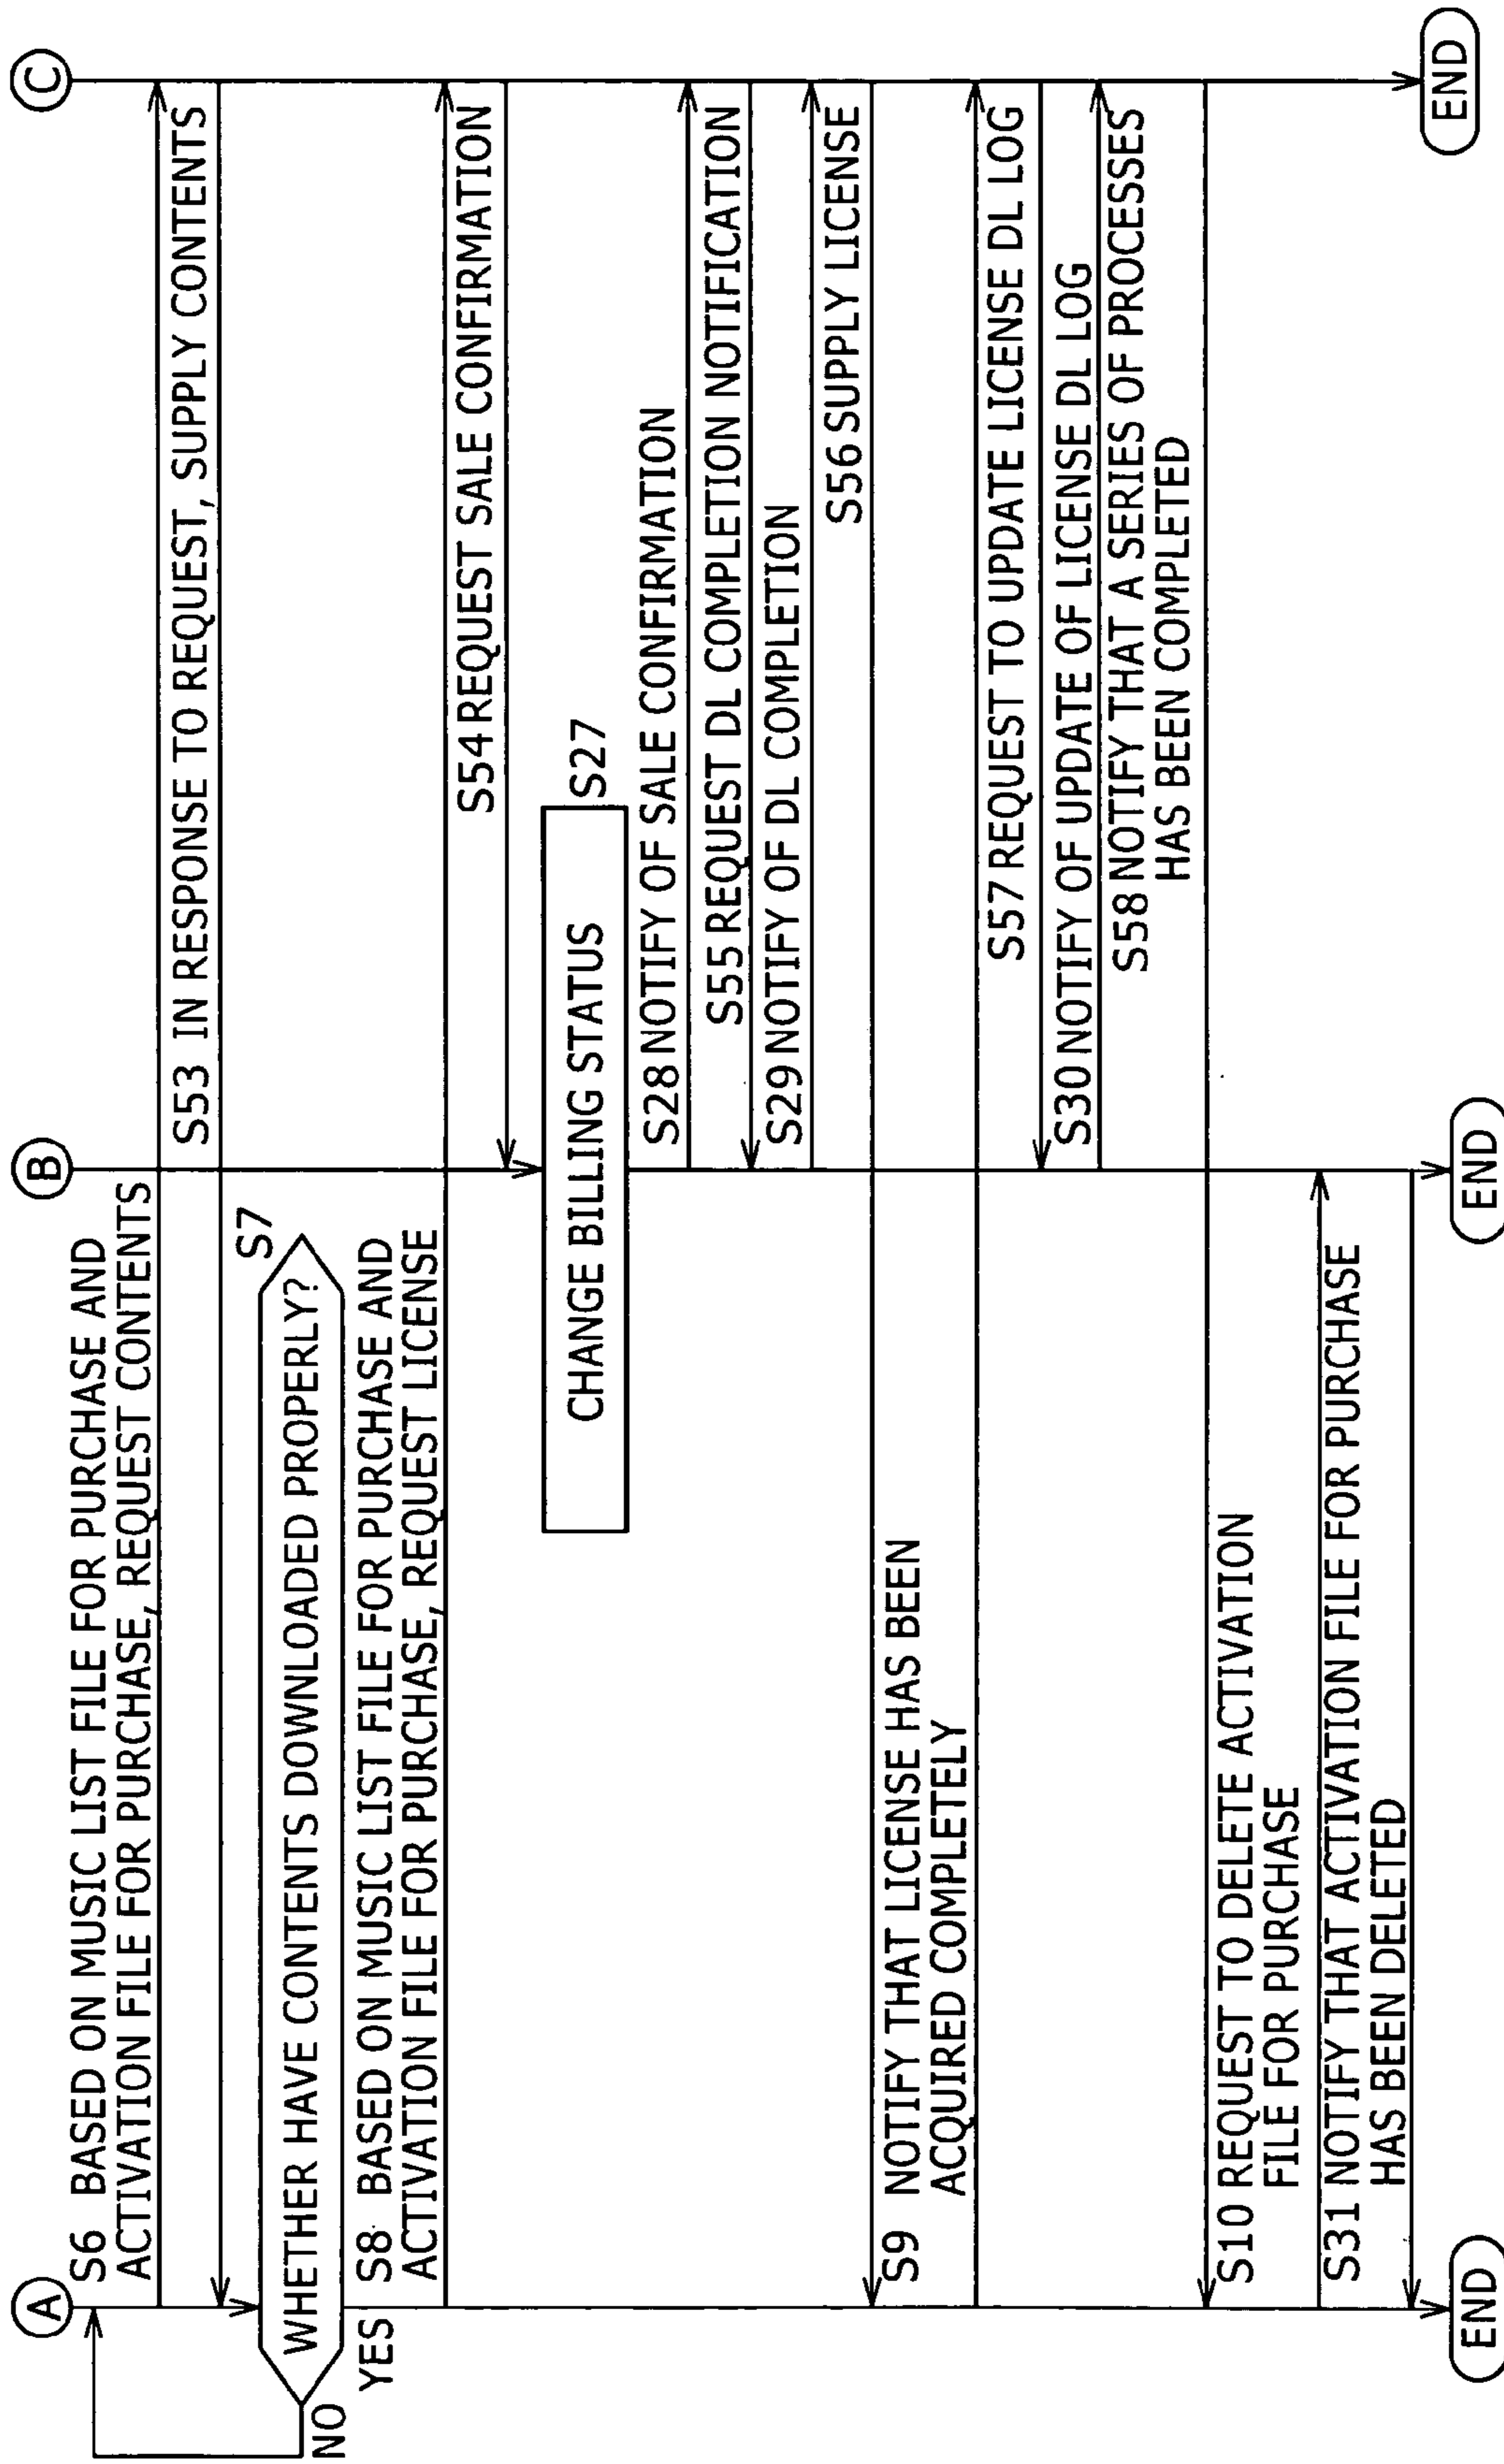 A
B
C
S6 BASED ON MUSIC LIST FILE FOR PURCHASE AND
ACTIVATION FILE FOR PURCHASE, REQUEST CONTENTS
S53 IN RESPONSE TO REQUEST, SUPPLY CONTENTS
S7
WHETHER HAVE CONTENTS DOWNLOADED PROPERLY?
NO
YES
S8 BASED ON MUSIC LIST FILE FOR PURCHASE AND
ACTIVATION FILE FOR PURCHASE, REQUEST LICENSE
S54 REQUEST SALE CONFIRMATION
CHANGE BILLING STATUS
S27
S28 NOTIFY OF SALE CONFIRMATION
S55 REQUEST DL COMPLETION NOTIFICATION
S29 NOTIFY OF DL COMPLETION
S56 SUPPLY LICENSE
S9 NOTIFY THAT LICENSE HAS BEEN
ACQUIRED COMPLETELY
S57 REQUEST TO UPDATE LICENSE DL LOG
S30 NOTIFY OF UPDATE OF LICENSE DL LOG
S58 NOTIFY THAT A SERIES OF PROCESSES
HAS BEEN COMPLETED
S10 REQUEST TO DELETE ACTIVATION
FILE FOR PURCHASE
S31 NOTIFY THAT ACTIVATION FILE FOR PURCHASE
HAS BEEN DELETED
END
END
END